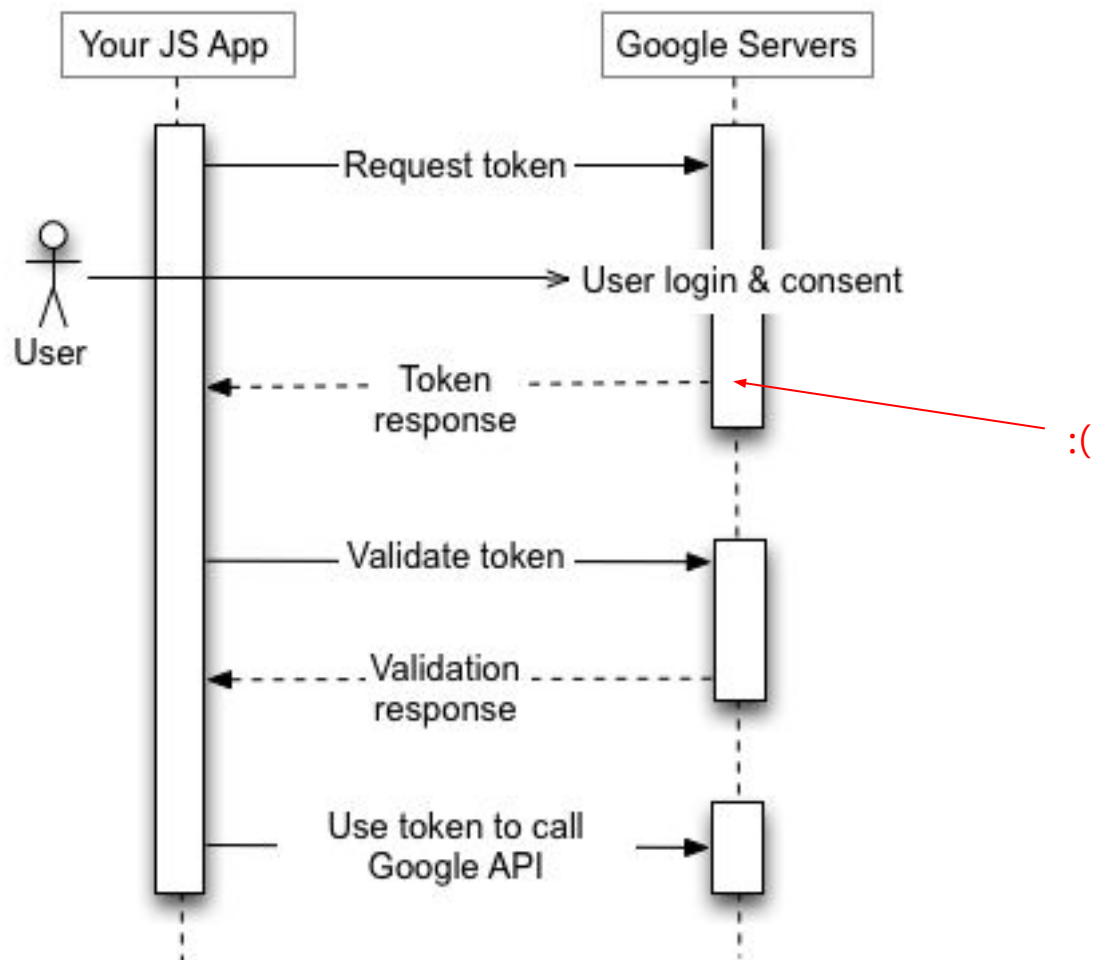 Your JS App
Google Servers
Request token
User login & consent
User
Token
response
:(
Validate token
Validation
response
Use token to call
Google API